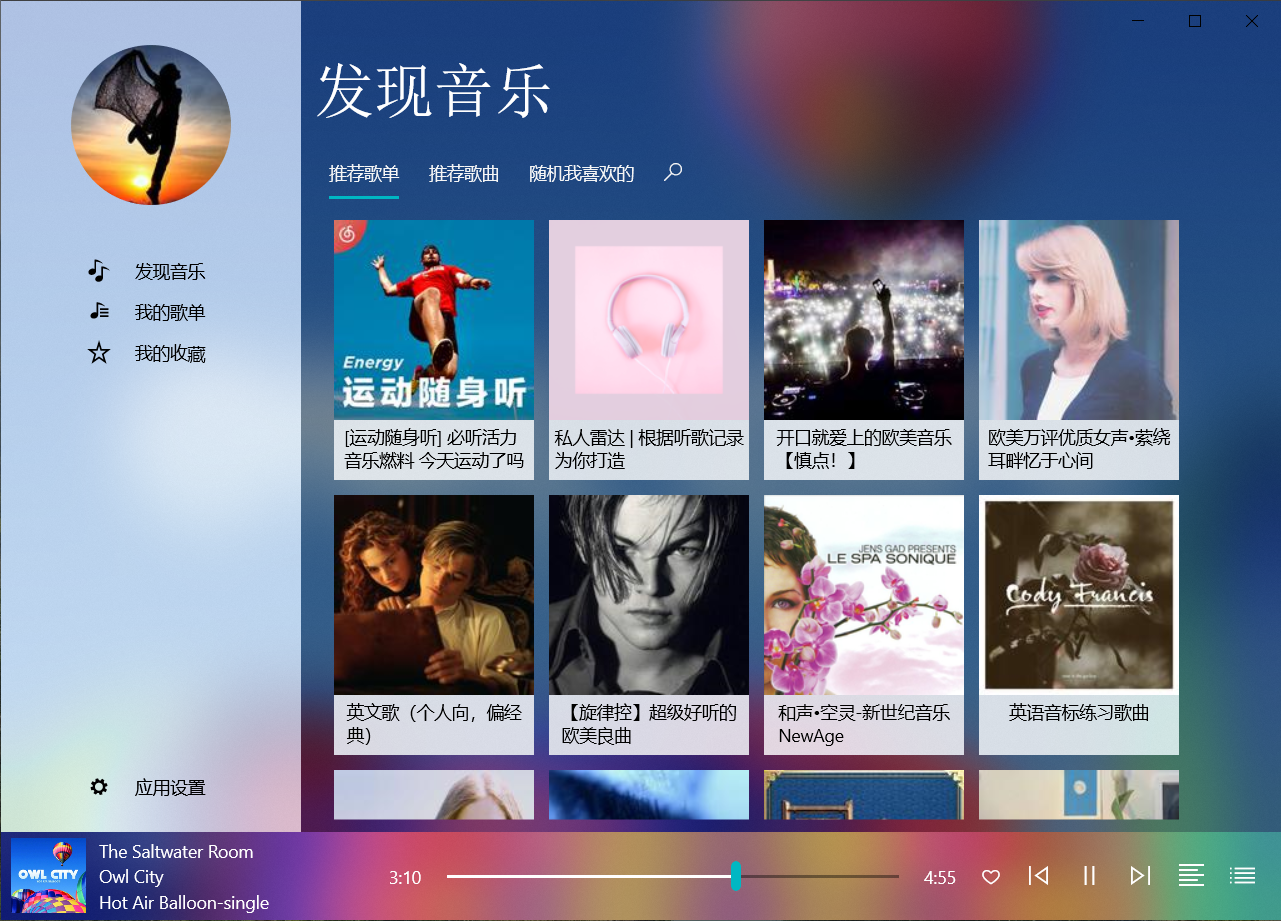 发现音乐
推荐歌单
推荐歌曲
随机我喜欢的
发现音乐
我的歌单
我的收藏
应用设置
Energy
运动随身听
[运动随身听] 必听活力
音乐燃料 今天运动了吗
私人雷达 | 根据听歌记录
为你打造
开口就爱上的欧美音乐
【慎点！】
欧美万评优质女声•萦绕
耳畔忆于心间
英文歌（个人向，偏经
典）
【旋律控】超级好听的
欧美良曲
JENS GAD PRESENTS
LE SPA SONIQUE
和声•空灵-新世纪音乐
NewAge
Cody Francis
英语音标练习歌曲
OWL CITY
The Saltwater Room
Owl City
Hot Air Balloon-single
3:10
4:55